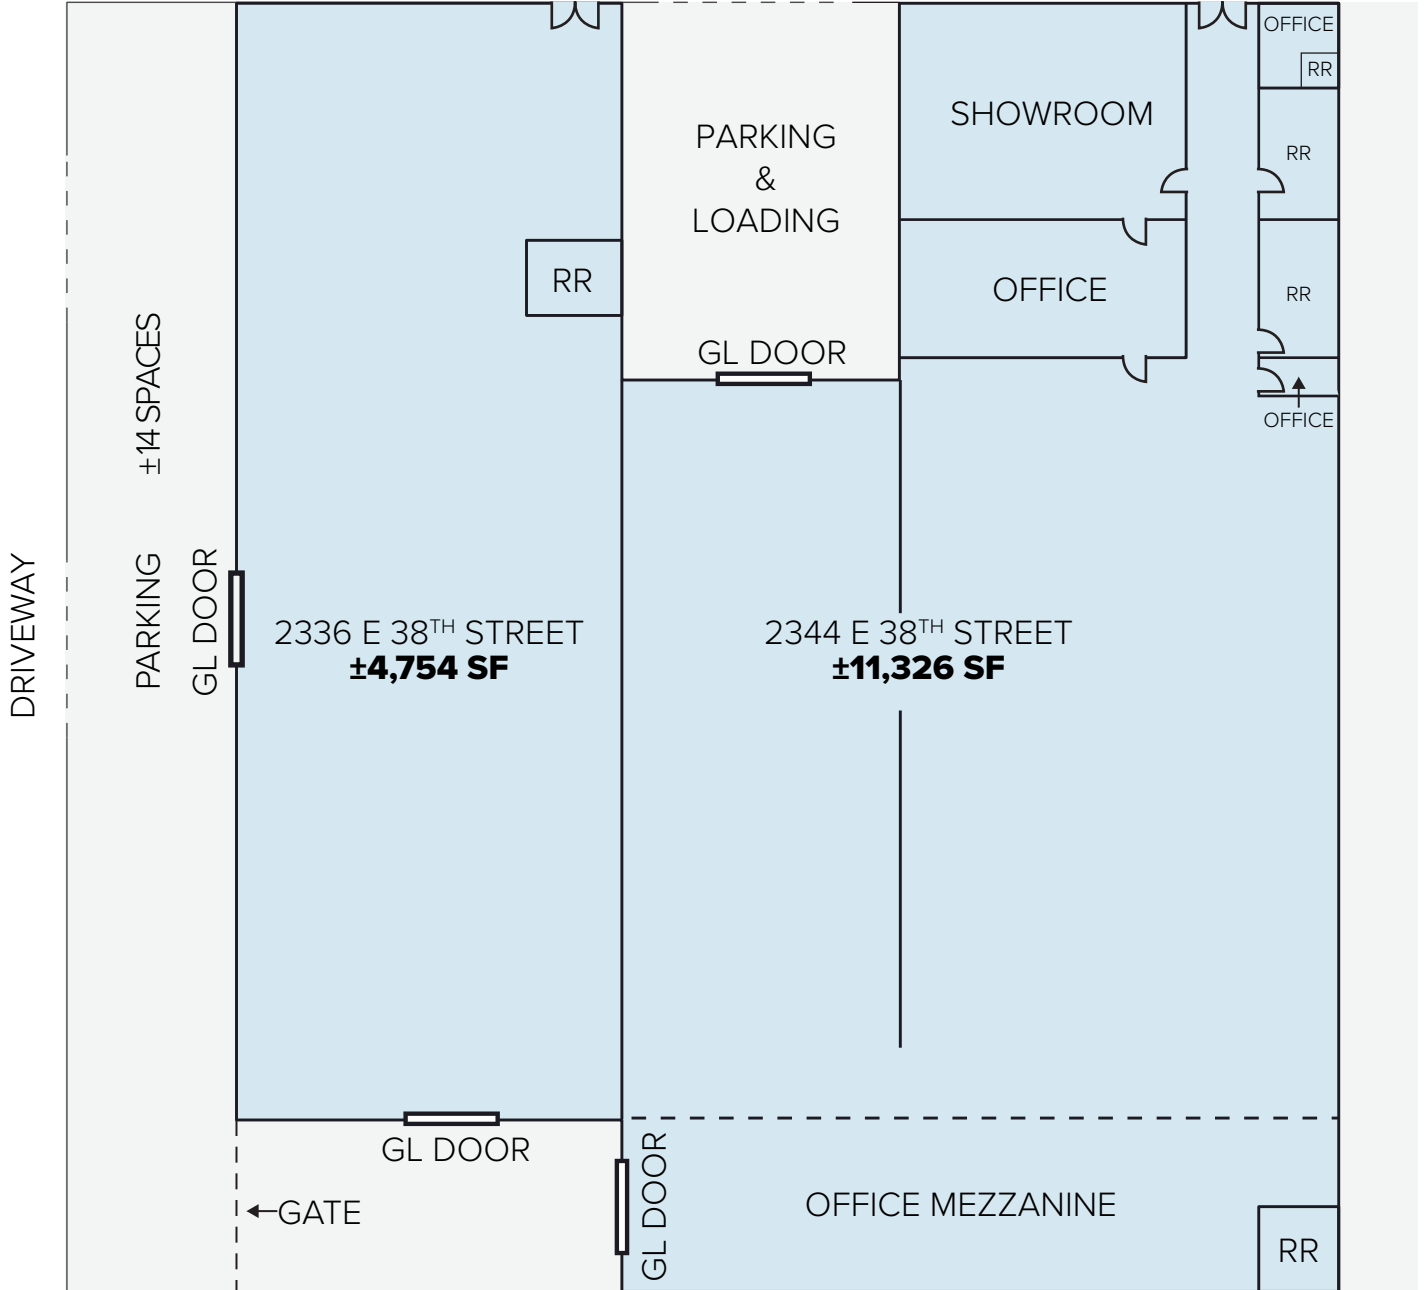 OFFICE
RR
SHOWROOM
PARKING
&
LOADING
RR
RR
OFFICE
RR
GL DOOR
OFFICE
±14 SPACES
PARKING
GL DOOR
DRIVEWAY
2336 E 38TH STREET
±4,754 SF
2344 E 38TH STREET
±11,326 SF
GL DOOR
GL DOOR
OFFICE MEZZANINE
GATE
RR